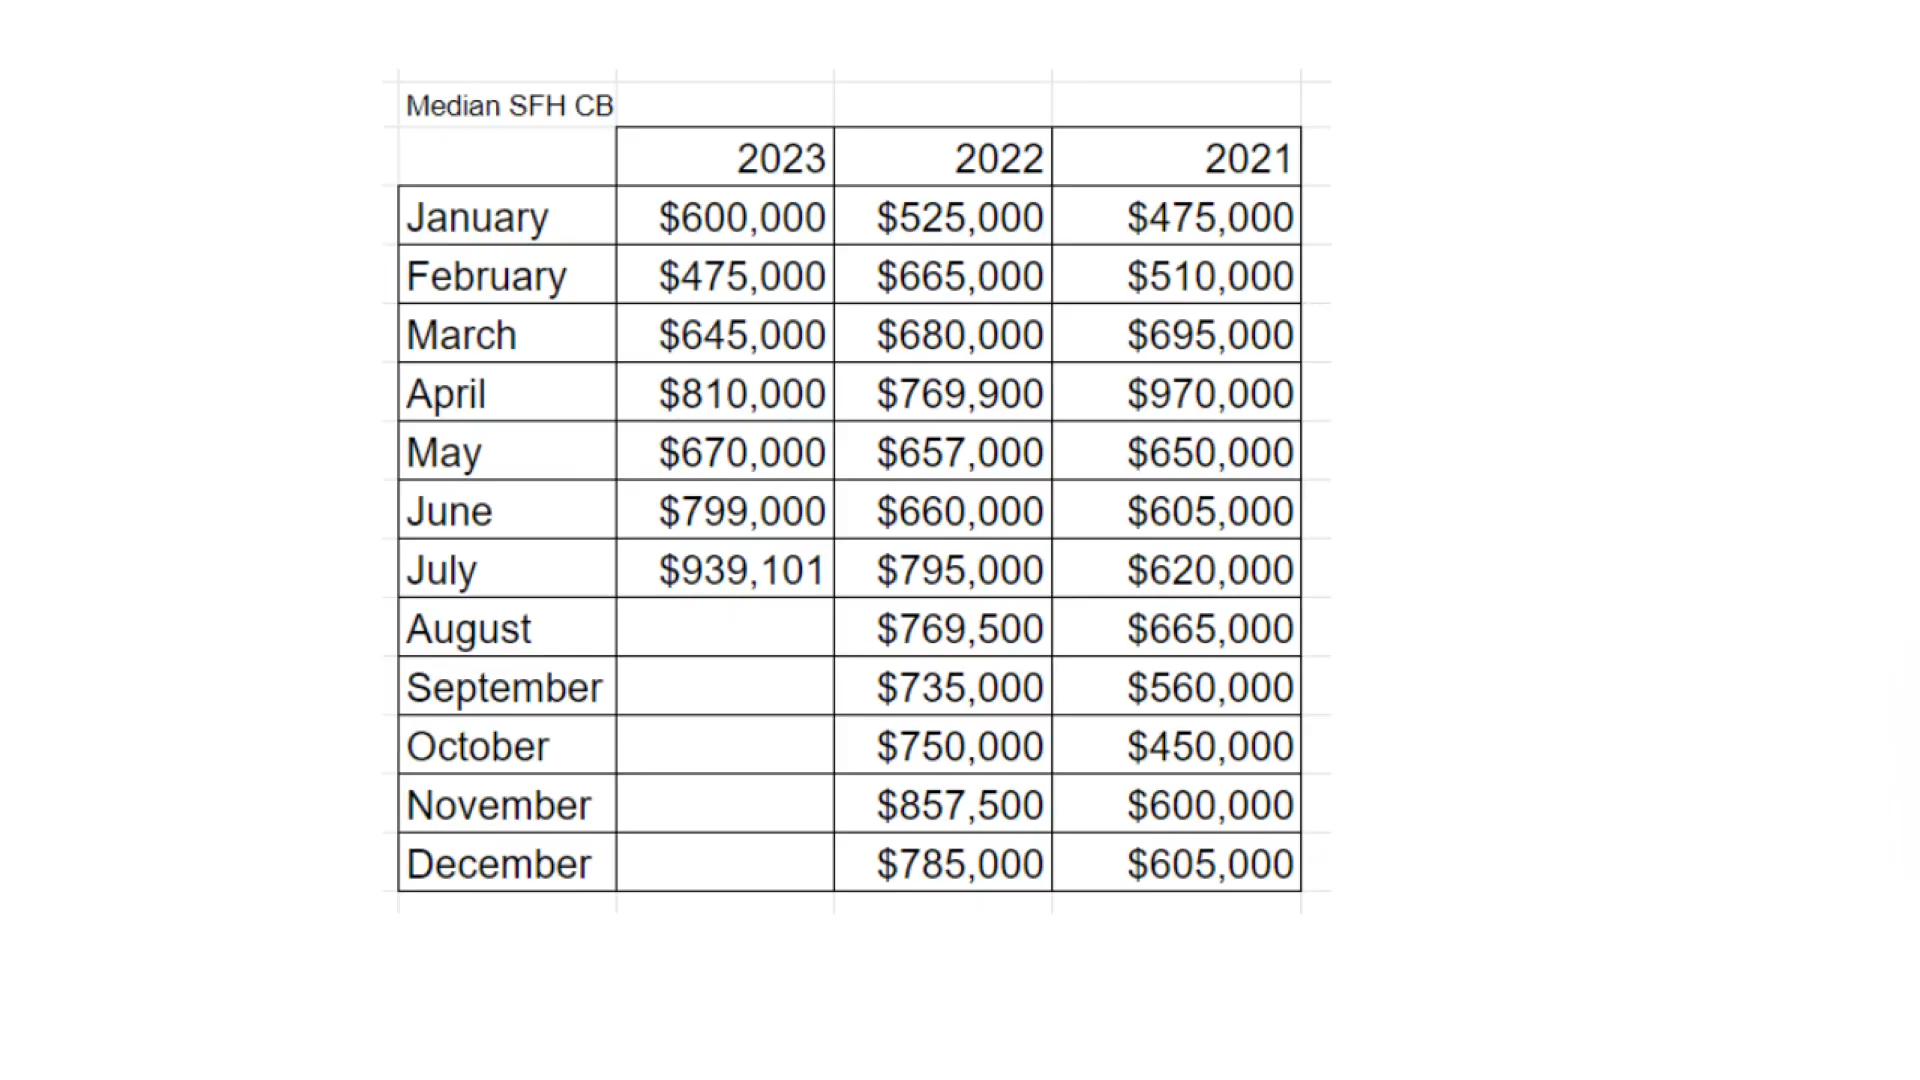 Median SFH CB
2023 2022 2021
January $600,000 $525,000 $475,000
February $475,000 $665,000 $510,000
March $645,000 $680,000 $695,000
April $810,000 $769,900 $970,000
May $670,000 $657,000 $650,000
June $799,000 $660,000 $605,000
July $939,101 $795,000 $620,000
August $769,500 $665,000
September $735,000 $560,000
October $750,000 $450,000
November $857,500 $600,000
December $785,000 $605,000